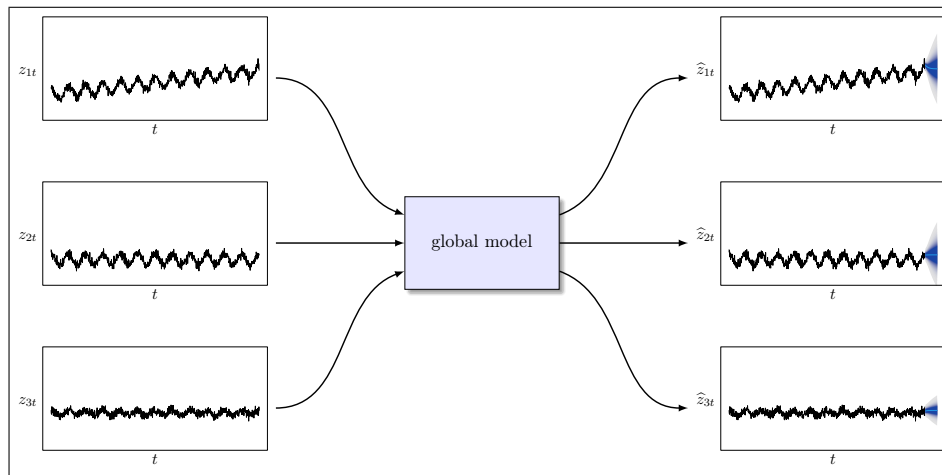 z₁ₜ
t
ẑ₁ₜ
t
z₂ₜ
t
global model
ẑ₂ₜ
t
z₃ₜ
t
ẑ₃ₜ
t